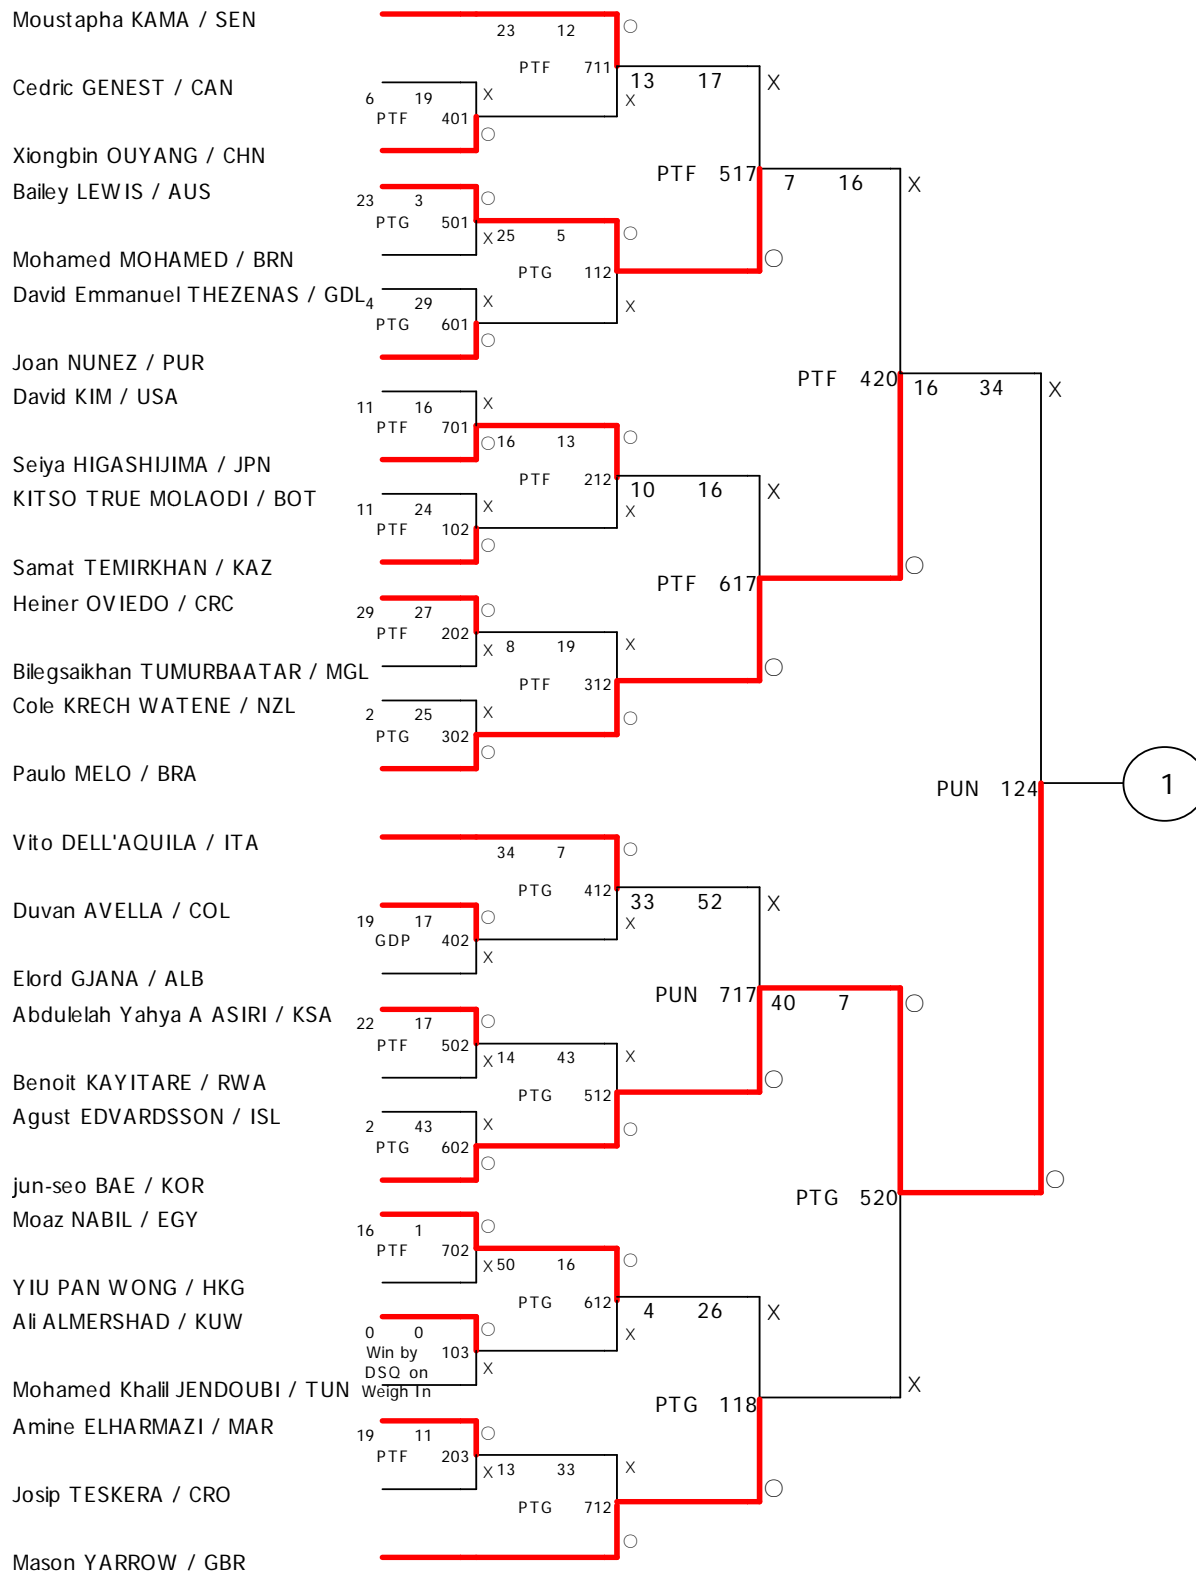 Moustapha KAMA / SEN
23 12
PTF 711
13 17 X
Cedric GENEST / CAN
6 19 X
PTF 401
X
Xiongbin OUYANG / CHN
PTF 517
7 16 X
Bailey LEWIS / AUS
23 3
PTG 501
X
25 5
PTG 112
Mohamed MOHAMED / BRN
David Emmanuel THEZENAS / GDL
4 29 X
PTG 601
X
Joan NUNEZ / PUR
PTF 420
16 34 X
David KIM / USA
11 16 X
PTF 701
16 13
PTF 212
Seiya HIGASHIJIMA / JPN
10 16 X
KITSO TRUE MOLAODI / BOT
11 24 X
PTF 102
X
Samat TEMIRKHAN / KAZ
PTF 617
Heiner OVIEDO / CRC
29 27
PTF 202
X
8 19 X
PTF 312
Bilegsaikhan TUMURBAATAR / MGL
Cole KRECH WATENE / NZL
2 25 X
PTG 302
Paulo MELO / BRA
PUN 124
1
Vito DELL'AQUILA / ITA
34 7
PTG 412
33 52 X
Duvan AVELLA / COL
19 17
GDP 402
X
X
Elord GJANA / ALB
PUN 717
40 7
Abdulelah Yahya A ASIRI / KSA
22 17
PTF 502
X
14 43 X
PTG 512
Benoit KAYITARE / RWA
Agust EDVARDSSON / ISL
2 43 X
PTG 602
jun-seo BAE / KOR
PTG 520
Moaz NABIL / EGY
16 1
PTF 702
X
50 16
PTG 612
YIU PAN WONG / HKG
4 26 X
Ali ALMERSHAD / KUW
0 0
Win by 103
DSQ on
Weigh In
X
X
Mohamed Khalil JENDOUBI / TUN
PTG 118
X
Amine ELHARMAZI / MAR
19 11
PTF 203
X
13 33 X
PTG 712
Josip TESKERA / CRO
Mason YARROW / GBR